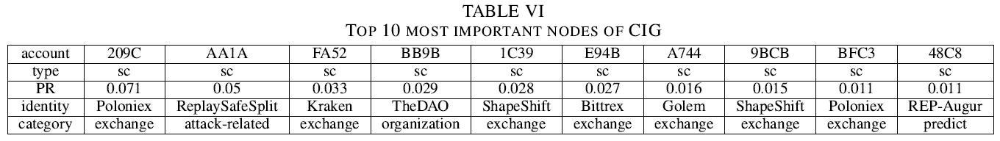 TABLE VI
TOP 10 MOST IMPORTANT NODES OF CIG
account 209C AA1A FA52 BB9B 1C39 E94B A744 9BCB BFC3 48C8
type sc sc sc sc sc sc sc sc sc sc
PR 0.071 0.05 0.033 0.029 0.028 0.027 0.016 0.015 0.011 0.011
identity Poloniex ReplaySafeSplit Kraken TheDAO ShapeShift Bittrex Golem ShapeShift Poloniex REP-Augur
category exchange attack-related exchange organization exchange exchange exchange exchange exchange predict